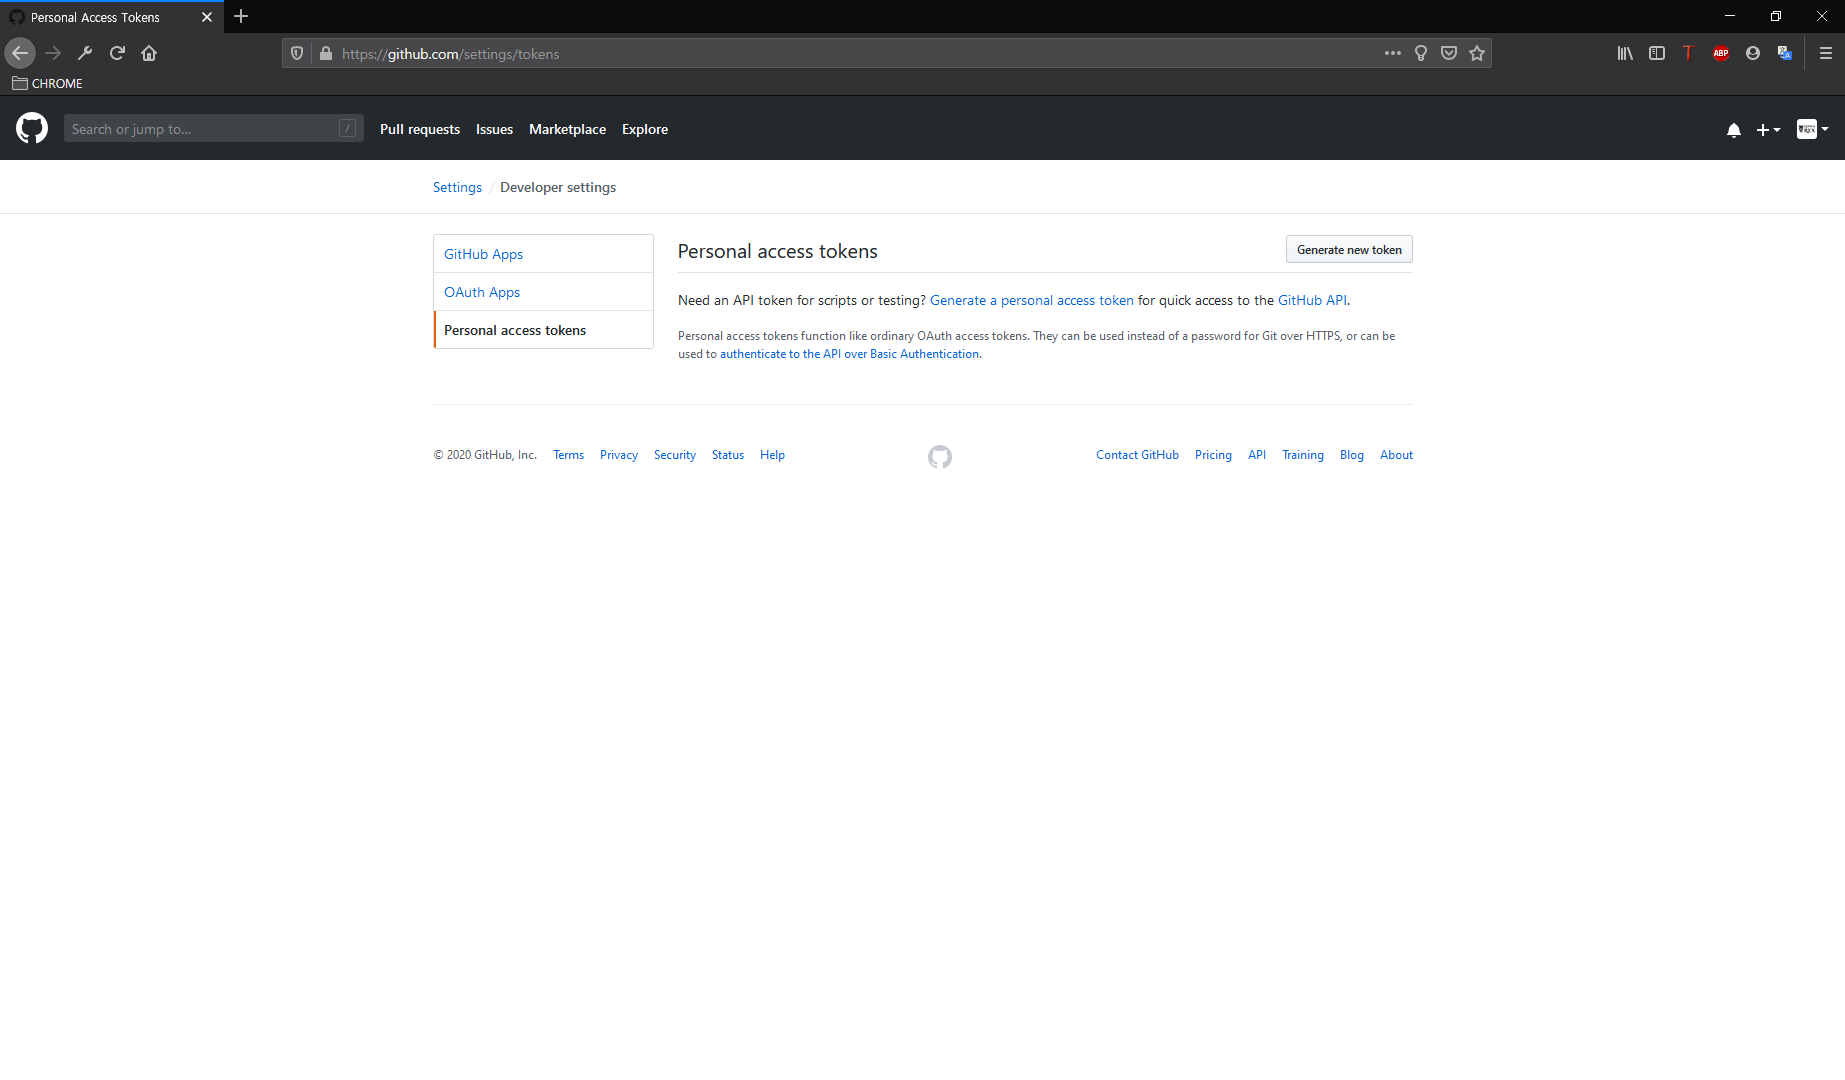 Personal Access Tokens
https://github.com/settings/tokens
ABP
CHROME
Search or jump to... /
Pull requests Issues Marketplace Explore
Settings / Developer settings
GitHub Apps
OAuth Apps
Personal access tokens
Personal access tokens
Generate new token
Need an API token for scripts or testing? Generate a personal access token for quick access to the GitHub API.
Personal access tokens function like ordinary OAuth access tokens. They can be used instead of a password for Git over HTTPS, or can be
used to authenticate to the API over Basic Authentication.
© 2020 GitHub, Inc. Terms Privacy Security Status Help
Contact GitHub Pricing API Training Blog About